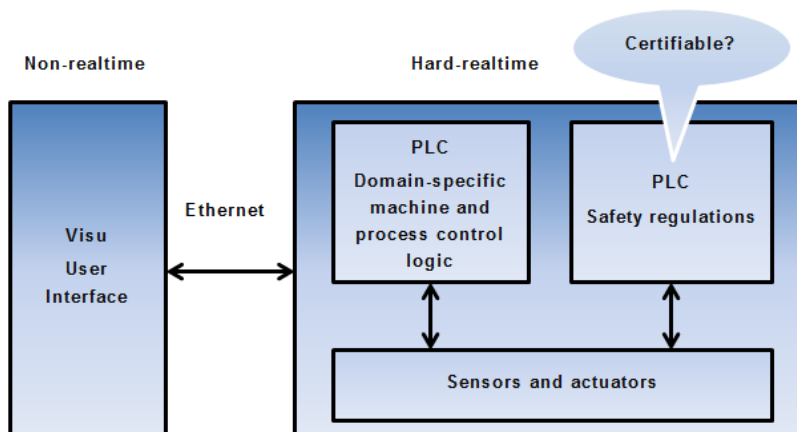 Certifiable?
Non-realtime
Hard-realtime
PLC
Domain-specific
machine and
process control
logic
PLC
Safety regulations
Ethernet
Visu
User
Interface
Sensors and actuators